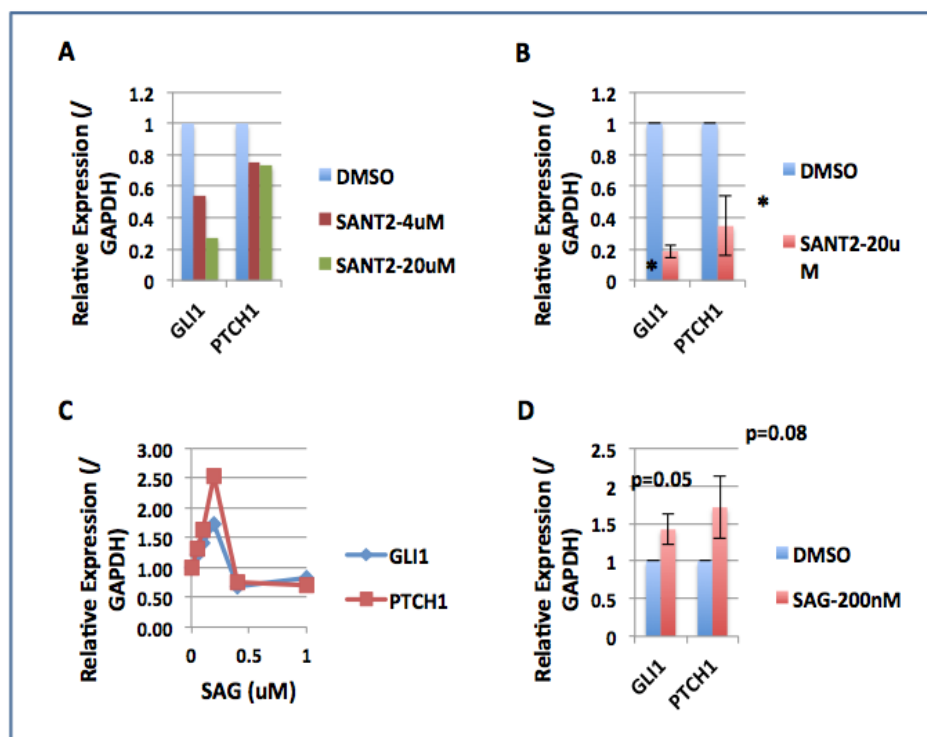 A
Relative Expression (/
GAPDH)
1.2
1
0.8
0.6
0.4
0.2
0
GLI1
PTCH1
DMSO
SANT2-4uM
SANT2-20uM
B
Relative Expression (/
GAPDH)
1.2
1
0.8
0.6
0.4
0.2
0
*
*
GLI1
PTCH1
DMSO
SANT2-20u
M
C
Relative Expression (/
GAPDH)
3.00
2.50
2.00
1.50
1.00
0.50
0.00
0
0.5
1
SAG (uM)
GLI1
PTCH1
D
Relative Expression (/
GAPDH)
2.5
2
1.5
1
0.5
0
p=0.05
p=0.08
GLI1
PTCH1
DMSO
SAG-200nM